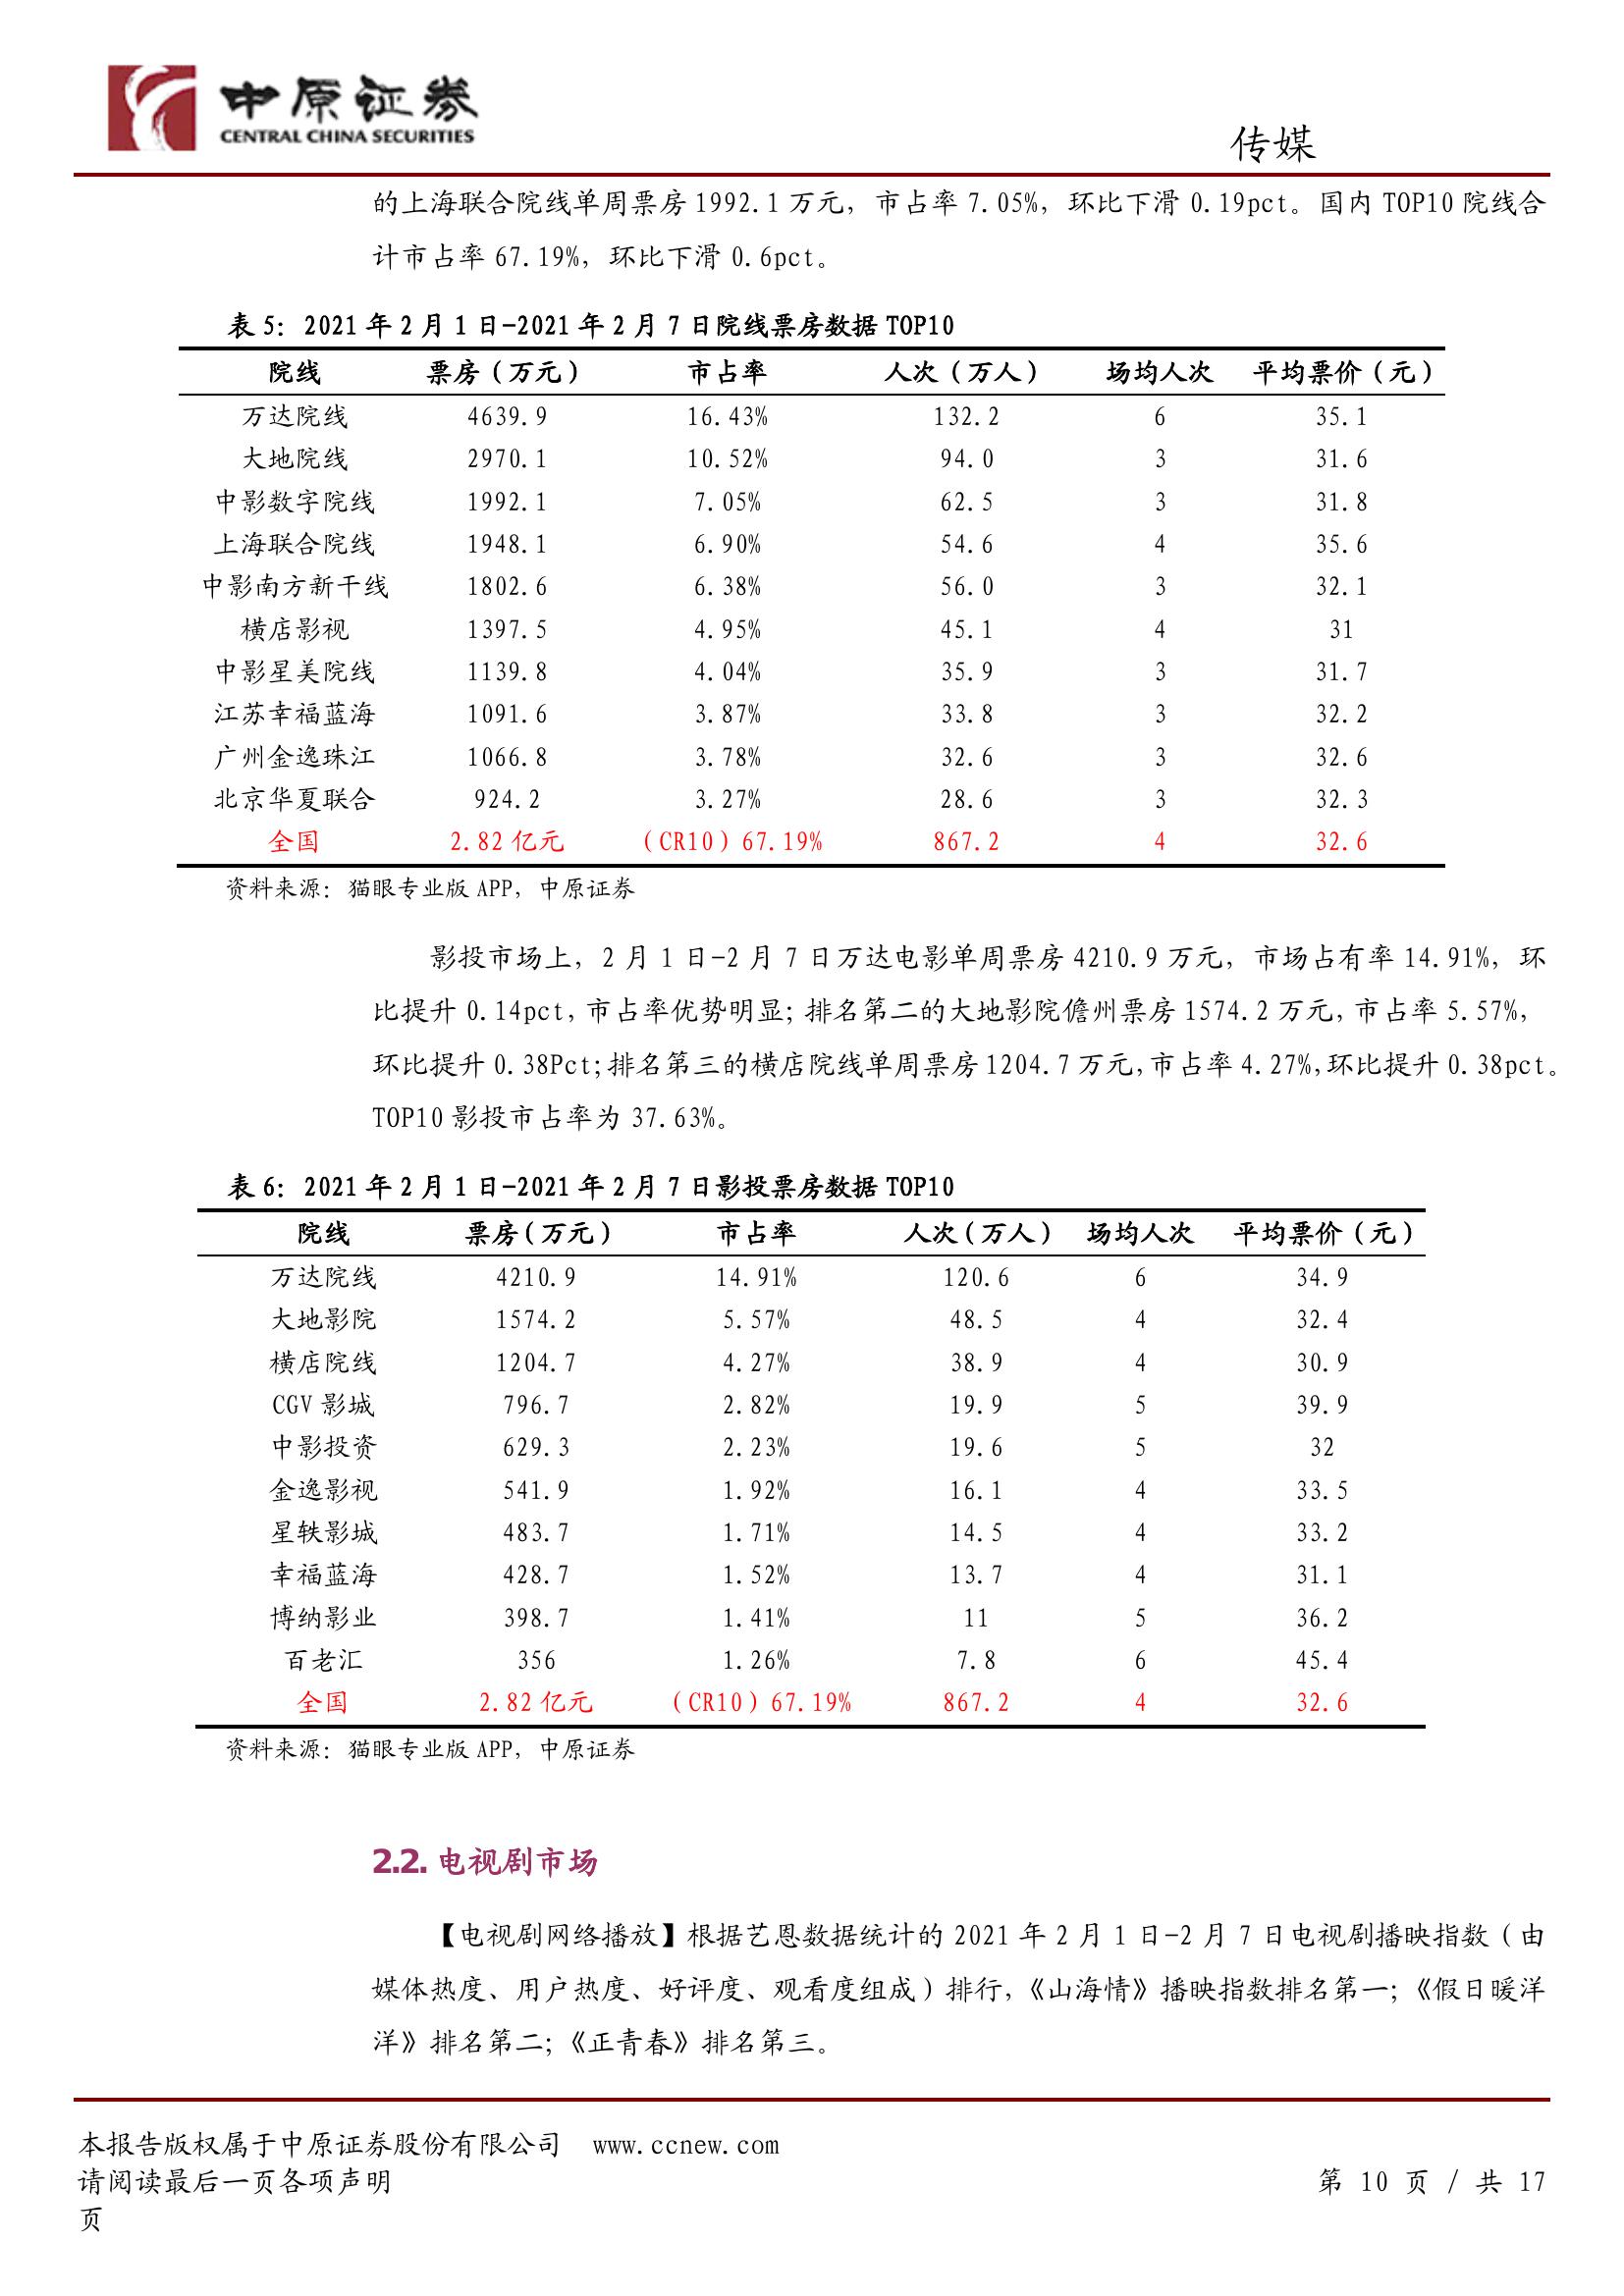 中原证券
CENTRAL CHINA SECURITIES
传媒
的上海联合院线单周票房 1992.1 万元，市占率 7.05%，环比下滑 0.19pct。国内 TOP10 院线合
计市占率 67.19%，环比下滑 0.6pct。
表 5：2021 年 2 月 1 日-2021 年 2 月 7 日院线票房数据 TOP10
院线 票房（万元） 市占率 人次（万人） 场均人次 平均票价（元）
万达院线 4639.9 16.43% 132.2 6 35.1
大地院线 2970.1 10.52% 94.0 3 31.6
中影数字院线 1992.1 7.05% 62.5 3 31.8
上海联合院线 1948.1 6.90% 54.6 4 35.6
中影南方新干线 1802.6 6.38% 56.0 3 32.1
横店影视 1397.5 4.95% 45.1 4 31
中影星美院线 1139.8 4.04% 35.9 3 31.7
江苏幸福蓝海 1091.6 3.87% 33.8 3 32.2
广州金逸珠江 1066.8 3.78% 32.6 3 32.6
北京华夏联合 924.2 3.27% 28.6 3 32.3
全国 2.82 亿元 （CR10）67.19% 867.2 4 32.6
资料来源：猫眼专业版 APP，中原证券
影投市场上，2 月 1 日-2 月 7 日万达电影单周票房 4210.9 万元，市场占有率 14.91%，环
比提升 0.14pct，市占率优势明显；排名第二的大地影院儋州票房 1574.2 万元，市占率 5.57%，
环比提升 0.38Pct；排名第三的横店院线单周票房 1204.7 万元，市占率 4.27%，环比提升 0.38pct。
TOP10 影投市占率为 37.63%。
表 6：2021 年 2 月 1 日-2021 年 2 月 7 日影投票房数据 TOP10
院线 票房（万元） 市占率 人次（万人） 场均人次 平均票价（元）
万达院线 4210.9 14.91% 120.6 6 34.9
大地影院 1574.2 5.57% 48.5 4 32.4
横店院线 1204.7 4.27% 38.9 4 30.9
CGV 影城 796.7 2.82% 19.9 5 39.9
中影投资 629.3 2.23% 19.6 5 32
金逸影视 541.9 1.92% 16.1 4 33.5
星轶影城 483.7 1.71% 14.5 4 33.2
幸福蓝海 428.7 1.52% 13.7 4 31.1
博纳影业 398.7 1.41% 11 5 36.2
百老汇 356 1.26% 7.8 6 45.4
全国 2.82 亿元 （CR10）67.19% 867.2 4 32.6
资料来源：猫眼专业版 APP，中原证券
2.2. 电视剧市场
【电视剧网络播放】根据艺恩数据统计的 2021 年 2 月 1 日-2 月 7 日电视剧播映指数（由
媒体热度、用户热度、好评度、观看度组成）排行，《山海情》播映指数排名第一；《假日暖洋
洋》排名第二；《正青春》排名第三。
本报告版权属于中原证券股份有限公司 www.ccnew.com
请阅读最后一页各项声明 第 10 页 / 共 17
页